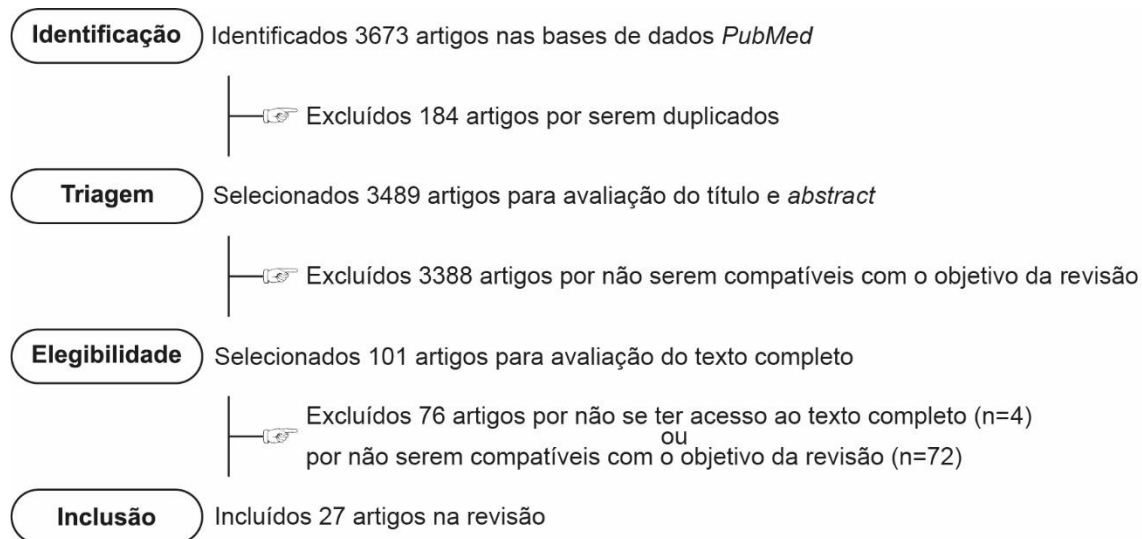 Identificação Identificados 3673 artigos nas bases de dados PubMed
Excluídos 184 artigos por serem duplicados
Triagem Selecionados 3489 artigos para avaliação do título e abstract
Excluídos 3388 artigos por não serem compatíveis com o objetivo da revisão
Elegibilidade Selecionados 101 artigos para avaliação do texto completo
Excluídos 76 artigos por não se ter acesso ao texto completo (n=4)
ou
por não serem compatíveis com o objetivo da revisão (n=72)
Inclusão Incluídos 27 artigos na revisão